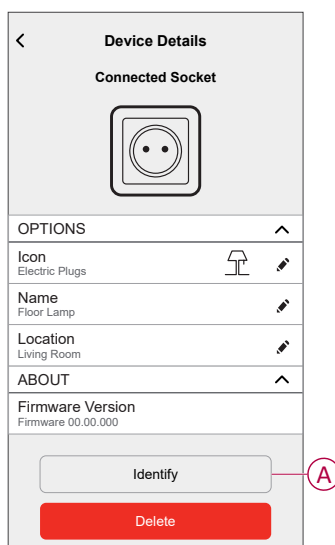 Device Details
Connected Socket
OPTIONS
Icon
Electric Plugs
Name
Floor Lamp
Location
Living Room
ABOUT
Firmware Version
Firmware 00.00.000
Identify
A
Delete